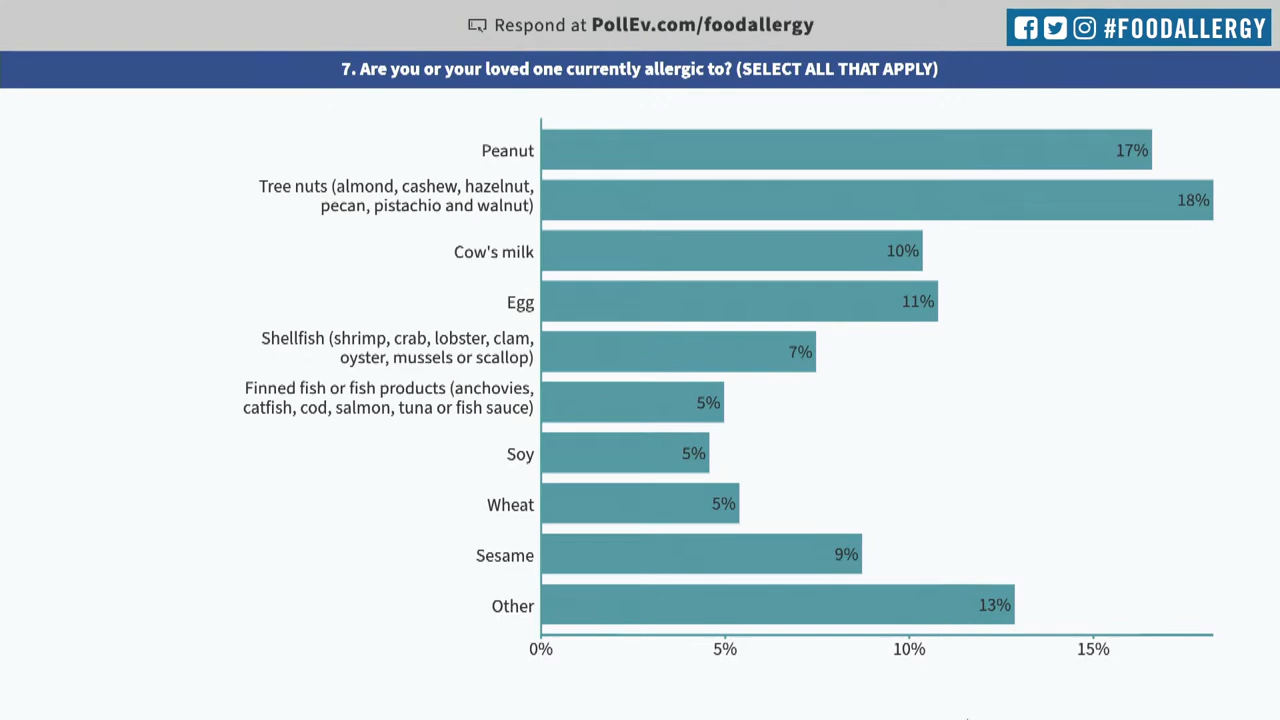 Respond at PollEv.com/foodallergy
#FOODALLERGY
7. Are you or your loved one currently allergic to? (SELECT ALL THAT APPLY)
Peanut
17%
Tree nuts (almond, cashew, hazelnut,
pecan, pistachio and walnut)
18%
Cow's milk
10%
Egg
11%
Shellfish (shrimp, crab, lobster, clam,
oyster, mussels or scallop)
7%
Finned fish or fish products (anchovies,
catfish, cod, salmon, tuna or fish sauce)
5%
Soy
5%
Wheat
5%
Sesame
9%
Other
13%
0%
5%
10%
15%